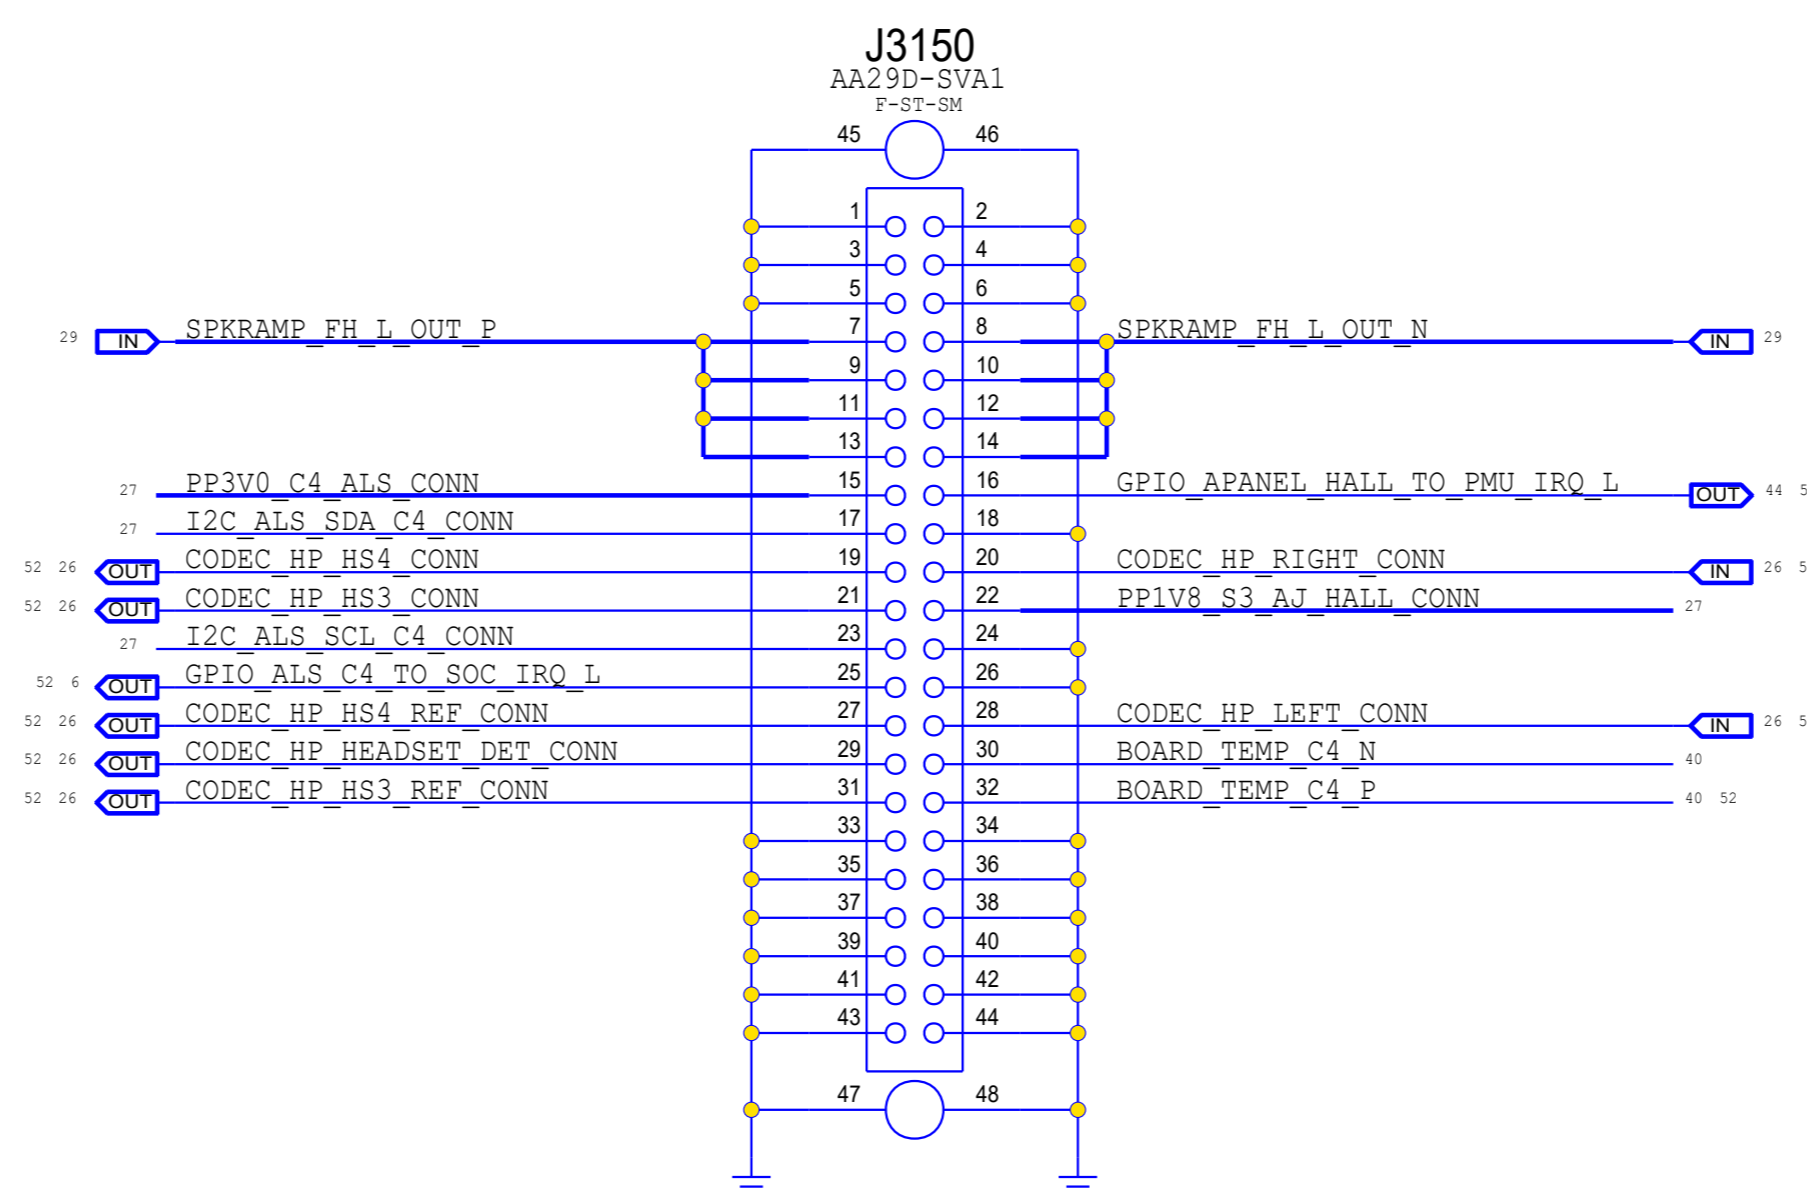 J3150
AA29D-SVA1
F-ST-SM
45 46
1 2
3 4
5 6
29 IN SPKRAMP_FH_L_OUT_P 7 8 SPKRAMP_FH_L_OUT_N IN 29
9 10
11 12
13 14
27 PP3V0_C4_ALS_CONN 15 16 GPIO_APANEL_HALL_TO_PMU_IRQ_L OUT 44 5
27 I2C_ALS_SDA_C4_CONN 17 18
52 26 OUT CODEC_HP_HS4_CONN 19 20 CODEC_HP_RIGHT_CONN IN 26 5
52 26 OUT CODEC_HP_HS3_CONN 21 22 PP1V8_S3_AJ_HALL_CONN 27
27 I2C_ALS_SCL_C4_CONN 23 24
52 6 OUT GPIO_ALS_C4_TO_SOC_IRQ_L 25 26
52 26 OUT CODEC_HP_HS4_REF_CONN 27 28 CODEC_HP_LEFT_CONN IN 26 5
52 26 OUT CODEC_HP_HEADSET_DET_CONN 29 30 BOARD_TEMP_C4_N 40
52 26 OUT CODEC_HP_HS3_REF_CONN 31 32 BOARD_TEMP_C4_P 40 52
33 34
35 36
37 38
39 40
41 42
43 44
47 48